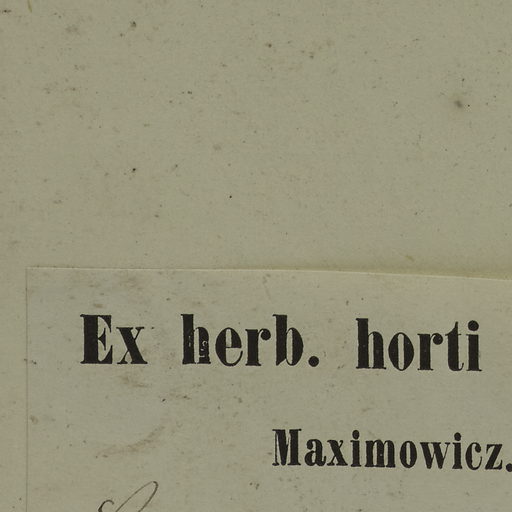 Ex herb. horti
Maximowicz.